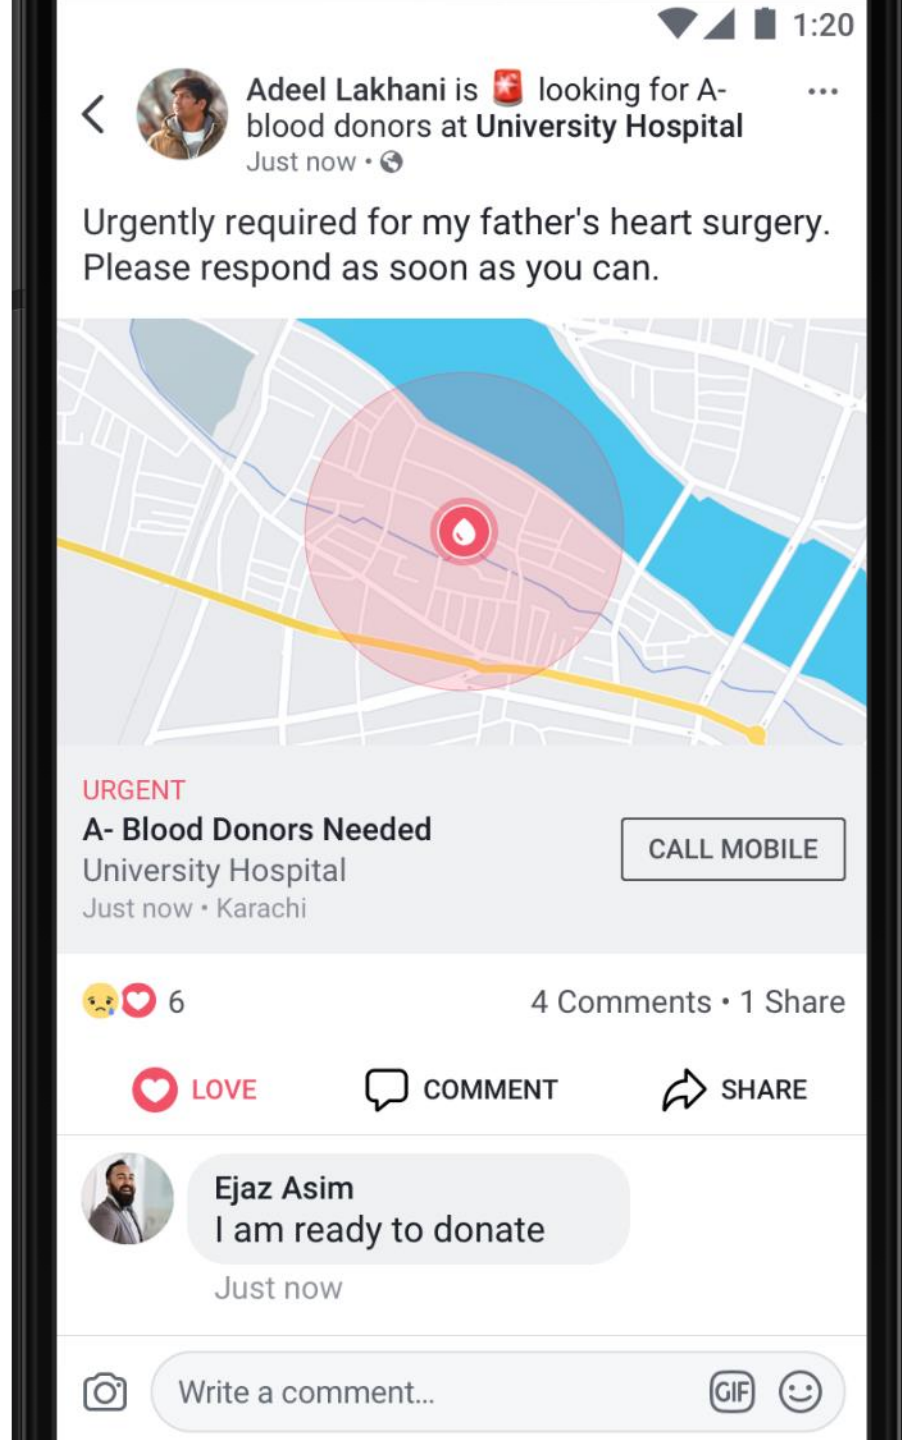 1:20
Adeel Lakhani is 🚨 looking for A-
blood donors at University Hospital
Just now •
Urgently required for my father's heart surgery.
Please respond as soon as you can.
URGENT
A- Blood Donors Needed
University Hospital
Just now • Karachi
CALL MOBILE
6
4 Comments • 1 Share
LOVE
COMMENT
SHARE
Ejaz Asim
I am ready to donate
Just now
Write a comment...
GIF